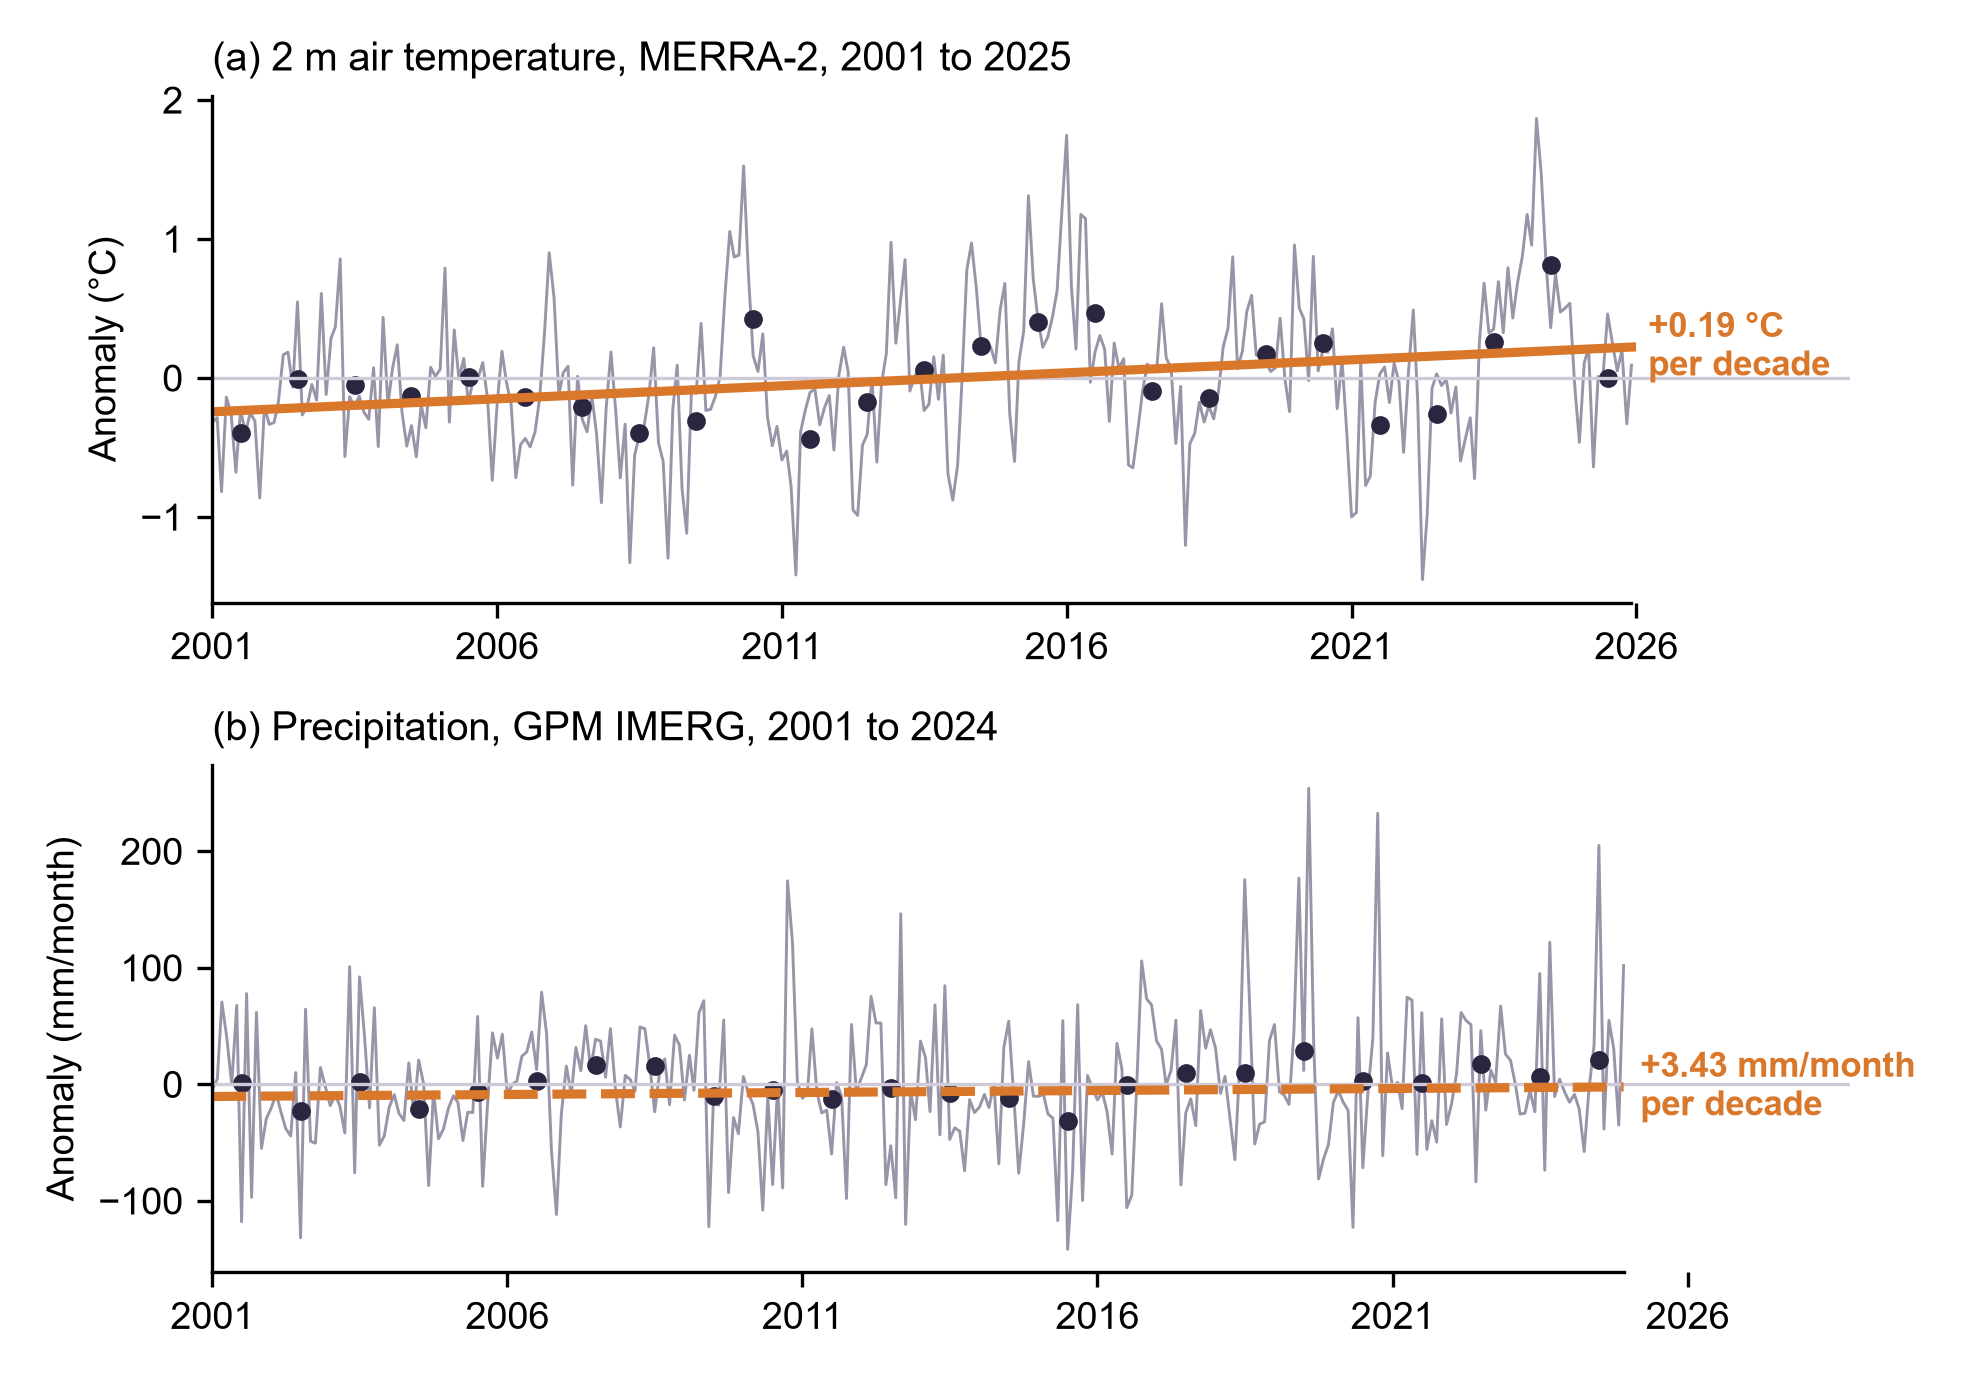 (a) 2 m air temperature, MERRA-2, 2001 to 2025
Anomaly (°C)
2
1
0
−1
+0.19 °C
per decade
2001 2006 2011 2016 2021 2026
(b) Precipitation, GPM IMERG, 2001 to 2024
Anomaly (mm/month)
200
100
0
−100
+3.43 mm/month
per decade
2001 2006 2011 2016 2021 2026